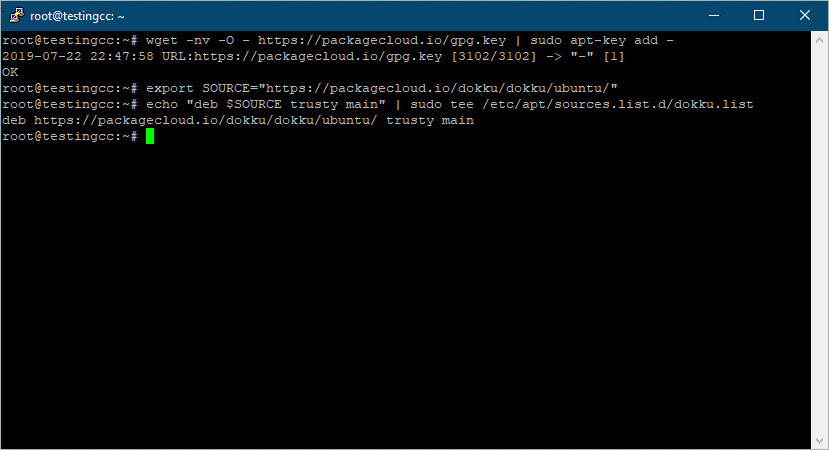 root@testingcc: ~
root@testingcc:~# wget -nv -O - https://packagecloud.io/gpg.key | sudo apt-key add -
2019-07-22 22:47:58 URL:https://packagecloud.io/gpg.key [3102/3102] -> "-" [1]
OK
root@testingcc:~# export SOURCE="https://packagecloud.io/dokku/dokku/ubuntu/"
root@testingcc:~# echo "deb $SOURCE trusty main" | sudo tee /etc/apt/sources.list.d/dokku.list
deb https://packagecloud.io/dokku/dokku/ubuntu/ trusty main
root@testingcc:~#